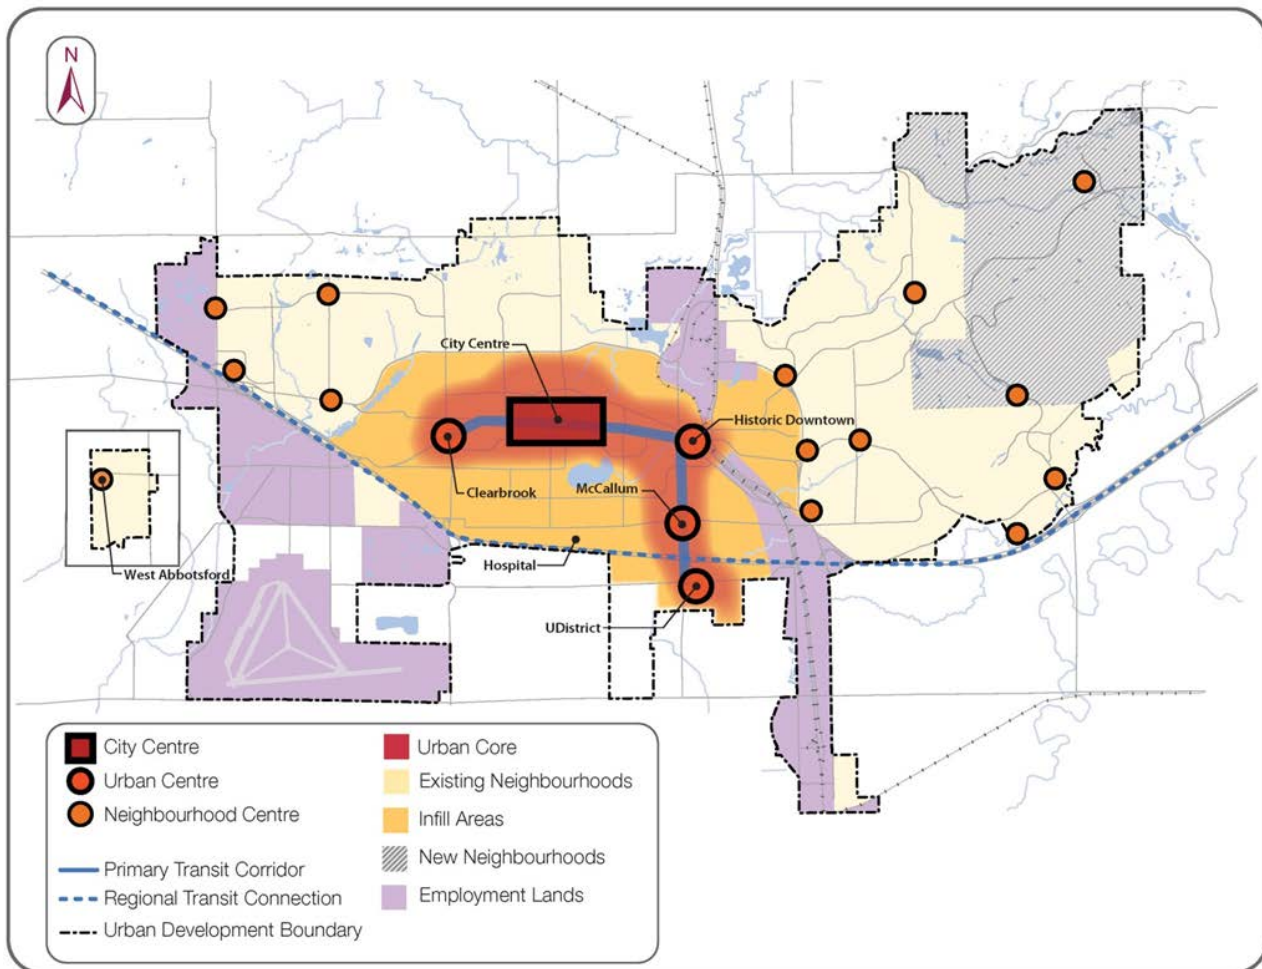 N
City Centre
Historic Downtown
Clearbrook
McCallum
West Abbotsford
Hospital
UDistrict
City Centre
Urban Centre
Neighbourhood Centre
Primary Transit Corridor
Regional Transit Connection
Urban Development Boundary
Urban Core
Existing Neighbourhoods
Infill Areas
New Neighbourhoods
Employment Lands